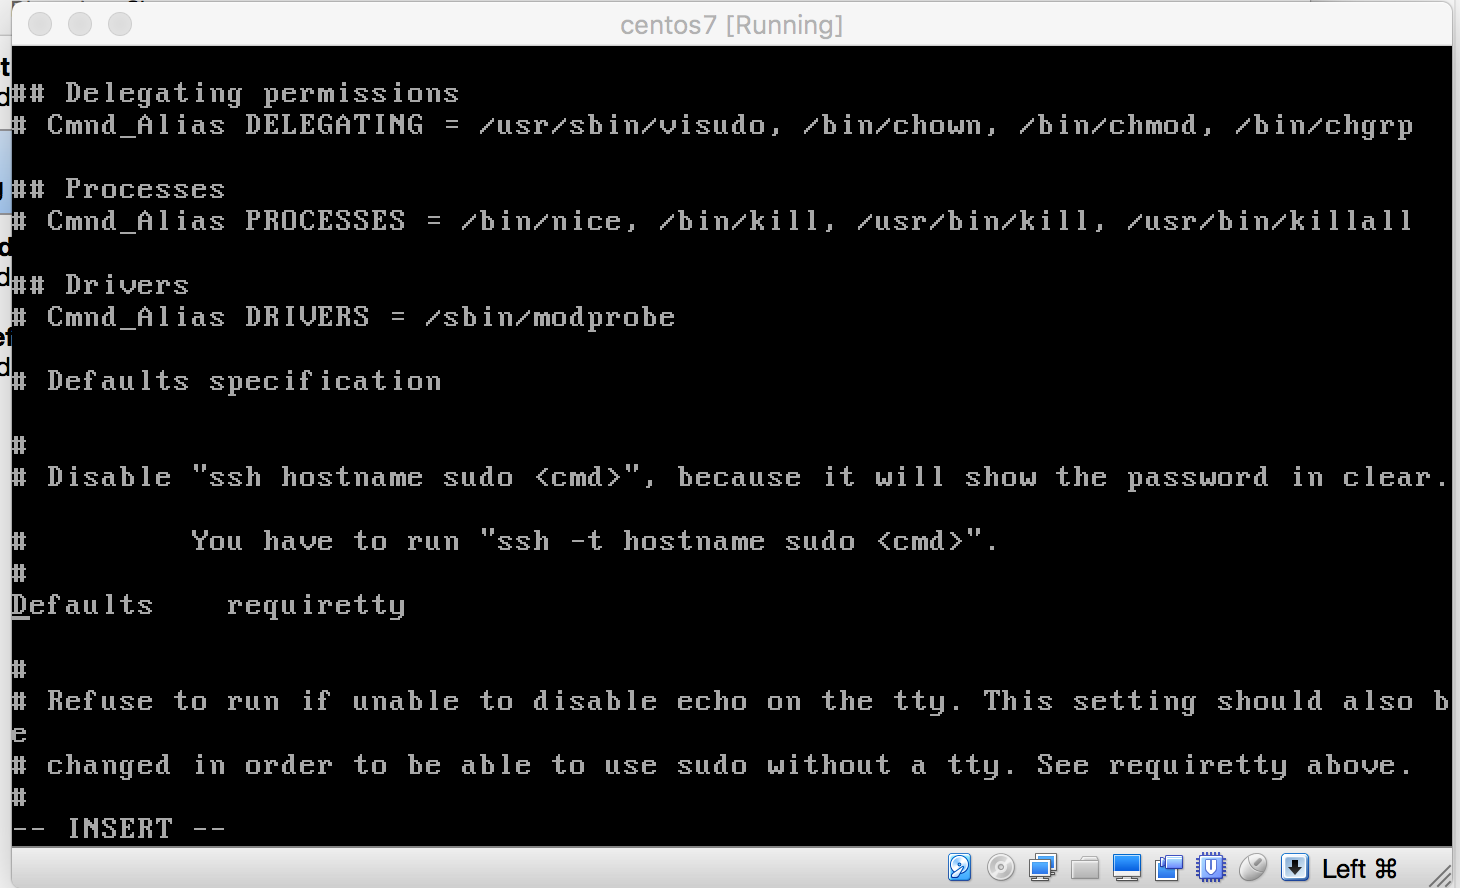 centos7 [Running]
## Delegating permissions
# Cmnd_Alias DELEGATING = /usr/sbin/visudo, /bin/chown, /bin/chmod, /bin/chgrp
## Processes
# Cmnd_Alias PROCESSES = /bin/nice, /bin/kill, /usr/bin/kill, /usr/bin/killall
## Drivers
# Cmnd_Alias DRIVERS = /sbin/modprobe
# Defaults specification
#
# Disable "ssh hostname sudo <cmd>", because it will show the password in clear.
#         You have to run "ssh -t hostname sudo <cmd>".
#
Defaults    requiretty
#
# Refuse to run if unable to disable echo on the tty. This setting should also b
e
# changed in order to be able to use sudo without a tty. See requiretty above.
#
-- INSERT --
Left ⌘